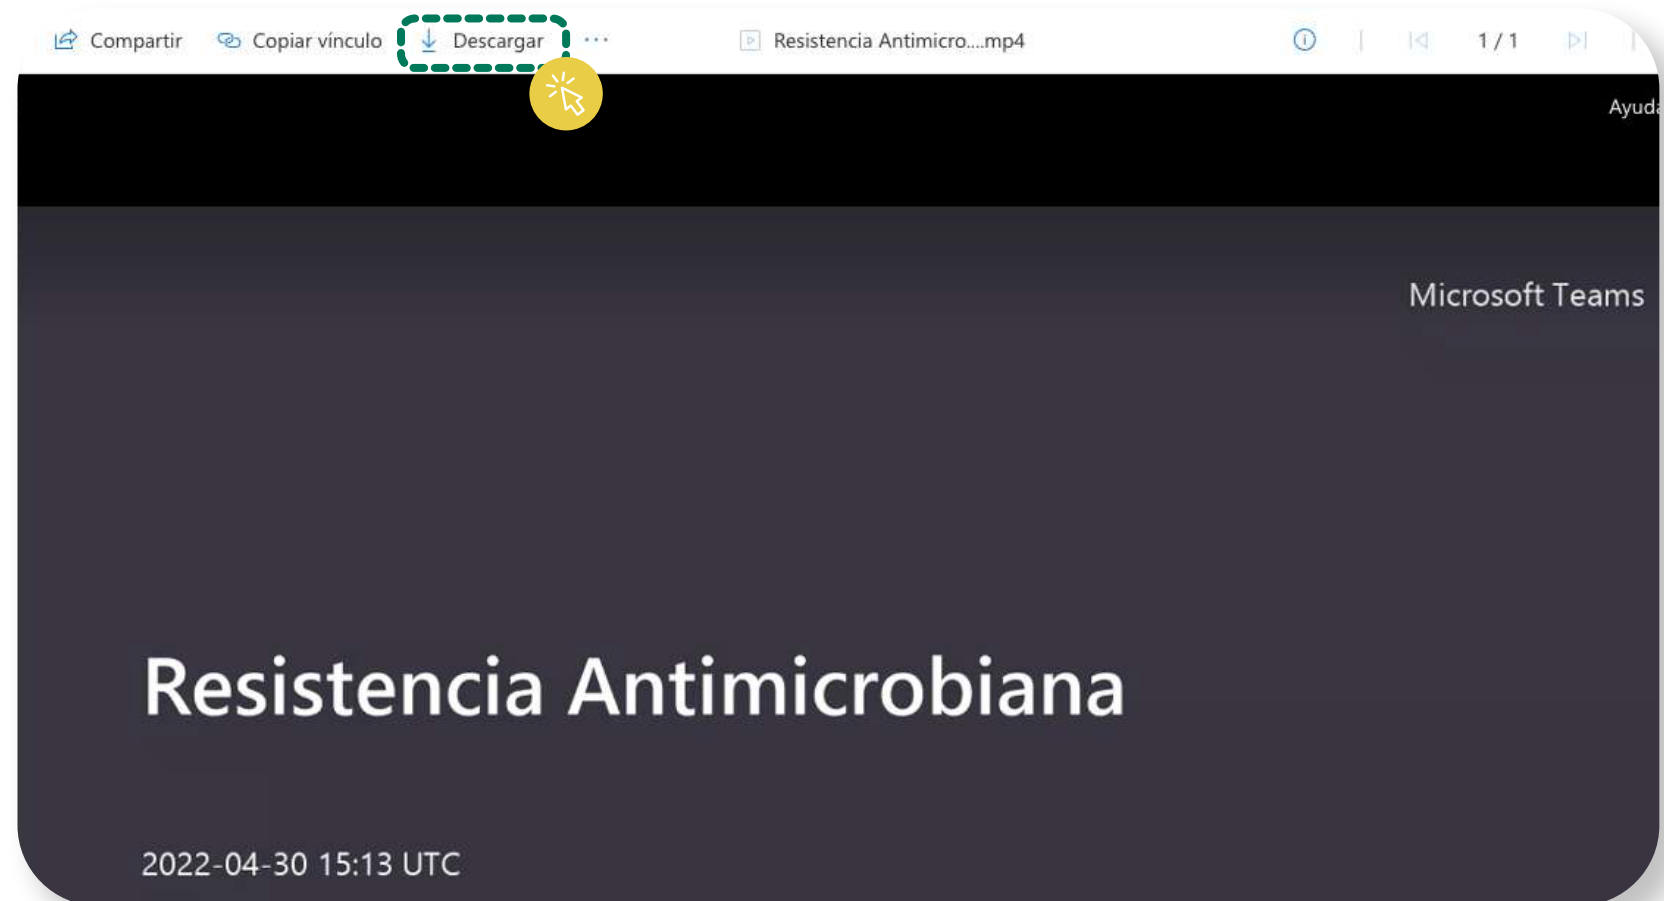 Compartir Copiar vínculo Descargar ··· Resistencia Antimicro....mp4 1 / 1
Microsoft Teams
Resistencia Antimicrobiana
2022-04-30 15:13 UTC